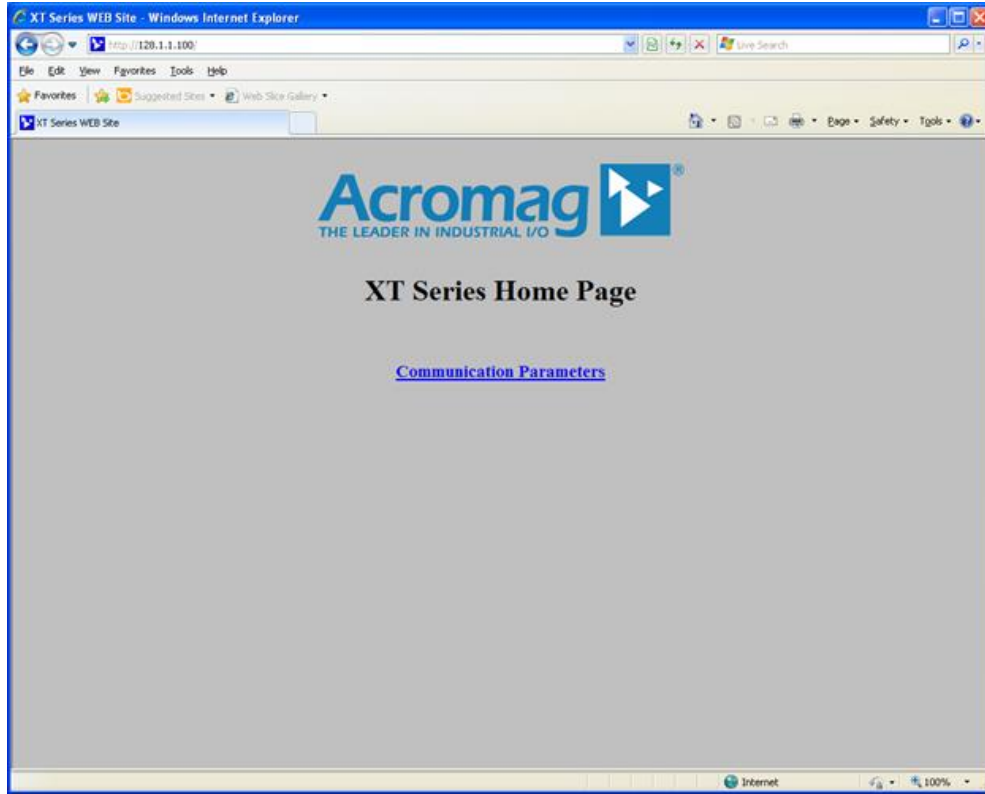 XT Series WEB Site - Windows Internet Explorer
http://128.1.1.100/
Live Search
File Edit View Favorites Tools Help
Favorites Suggested Sites Web Slice Gallery
XT Series WEB Site
Page Safety Tools
Acromag ®
THE LEADER IN INDUSTRIAL I/O
XT Series Home Page
Communication Parameters
Internet 100%